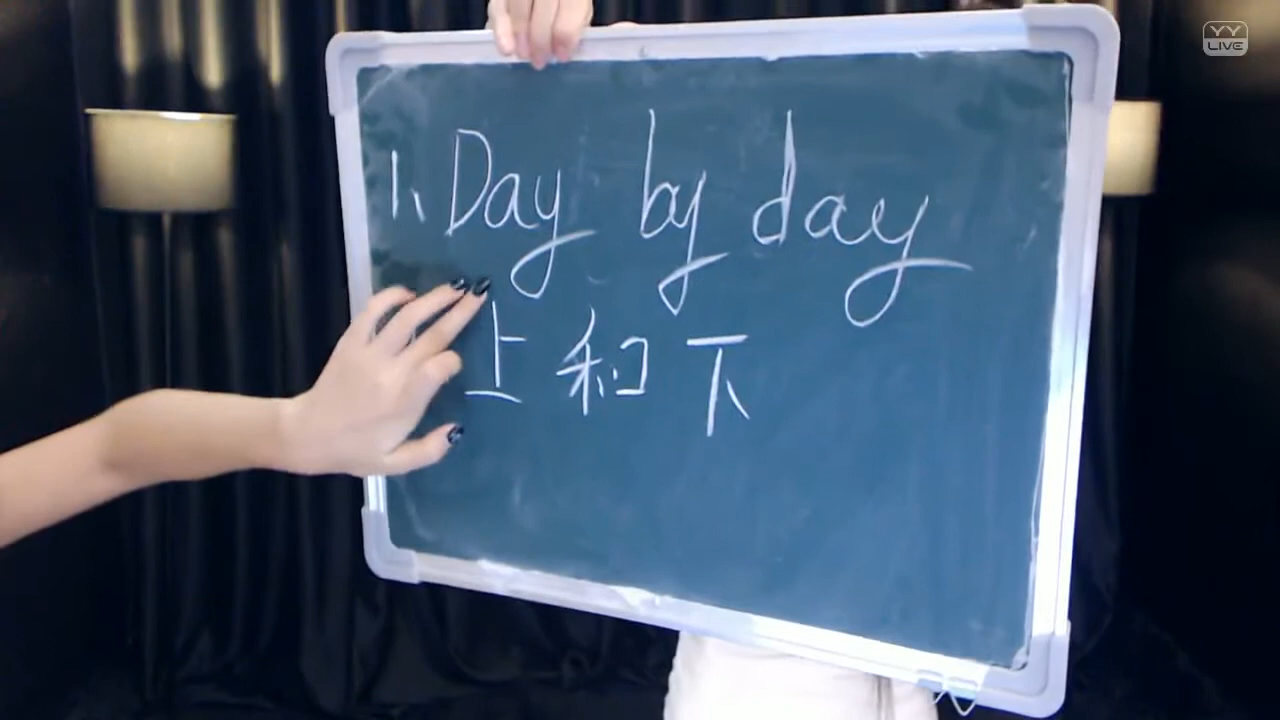 YY LIVE
1、Day by day
上和下